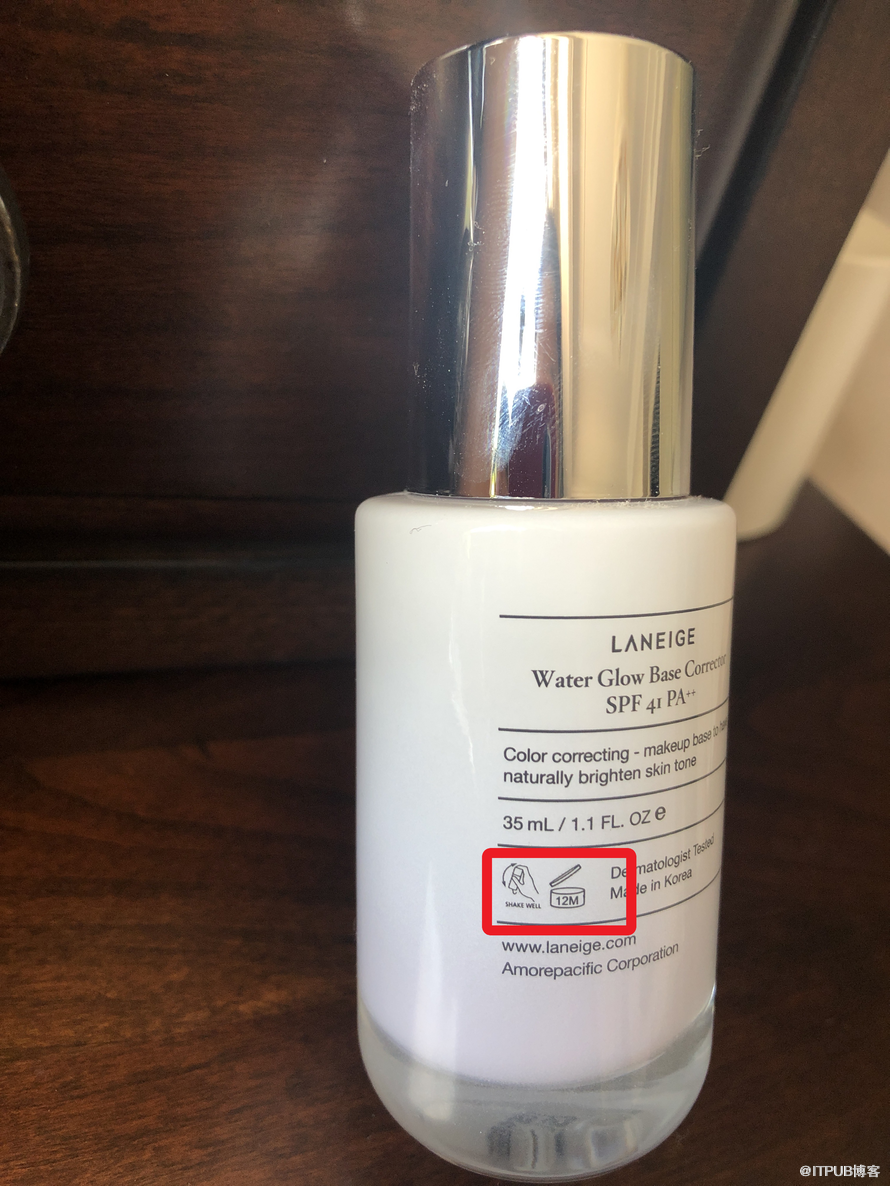 LANEIGE
Water Glow Base Corrector
SPF 41 PA++
Color correcting - makeup base to
naturally brighten skin tone
35 mL / 1.1 FL. OZ e
SHAKE WELL
12M
Dermatologist Tested
Made in Korea
www.laneige.com
Amorepacific Corporation
@ITPUB博客